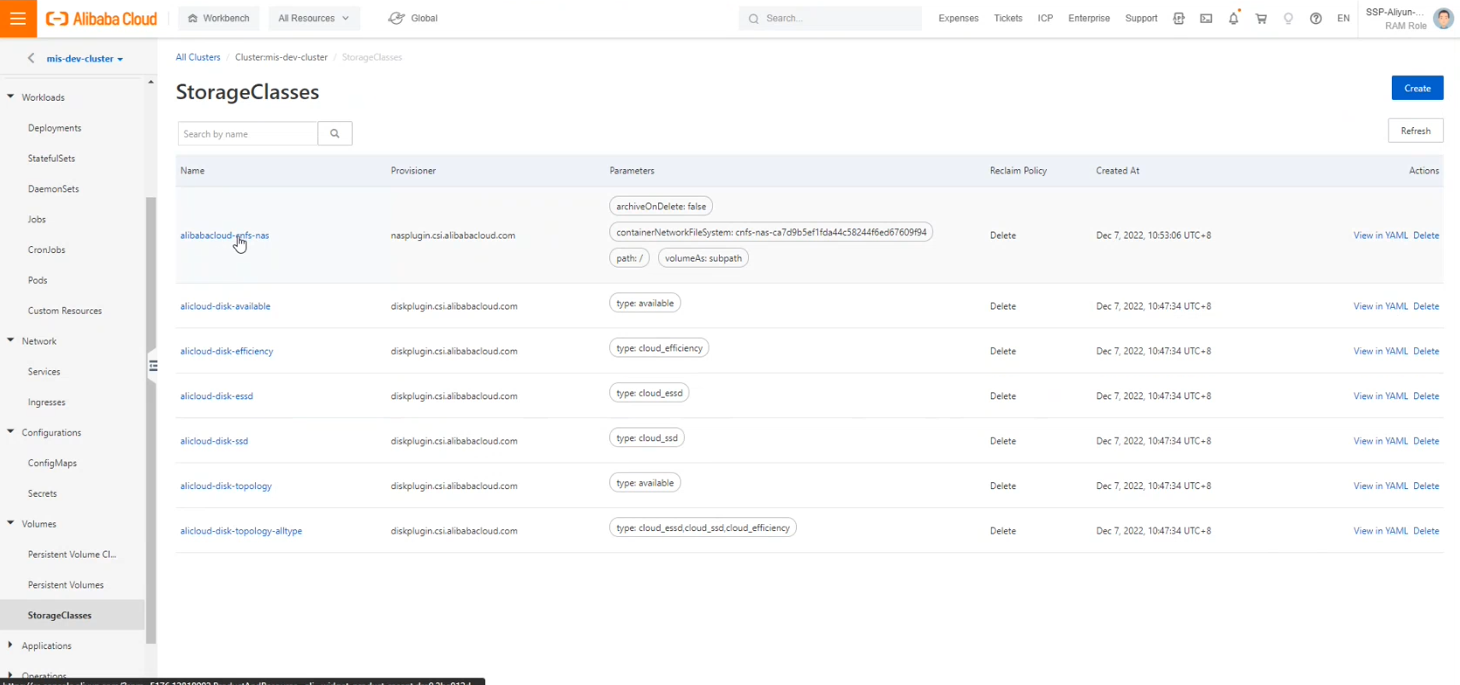 Alibaba Cloud Workbench All Resources Global Search... Expenses Tickets ICP Enterprise Support EN SSP-Aliyun-...
RAM Role
mis-dev-cluster
All Clusters / Cluster:mis-dev-cluster / StorageClasses
StorageClasses
Create
Search by name
Refresh
Workloads
Deployments
StatefulSets
DaemonSets
Jobs
CronJobs
Pods
Custom Resources
Network
Services
Ingresses
Configurations
ConfigMaps
Secrets
Volumes
Persistent Volume Cl...
Persistent Volumes
StorageClasses
Applications
Operations
Name Provisioner Parameters Reclaim Policy Created At Actions
archiveOnDelete: false
containerNetworkFileSystem: cnfs-nas-ca7d9b5ef1fda44c58244f6ed67609f94
path: / volumeAs: subpath
alibabacloud-cnfs-nas nasplugin.csi.alibabacloud.com Delete Dec 7, 2022, 10:53:06 UTC+8 View in YAML Delete
alicloud-disk-available diskplugin.csi.alibabacloud.com type: available Delete Dec 7, 2022, 10:47:34 UTC+8 View in YAML Delete
alicloud-disk-efficiency diskplugin.csi.alibabacloud.com type: cloud_efficiency Delete Dec 7, 2022, 10:47:34 UTC+8 View in YAML Delete
alicloud-disk-essd diskplugin.csi.alibabacloud.com type: cloud_essd Delete Dec 7, 2022, 10:47:34 UTC+8 View in YAML Delete
alicloud-disk-ssd diskplugin.csi.alibabacloud.com type: cloud_ssd Delete Dec 7, 2022, 10:47:34 UTC+8 View in YAML Delete
alicloud-disk-topology diskplugin.csi.alibabacloud.com type: available Delete Dec 7, 2022, 10:47:34 UTC+8 View in YAML Delete
alicloud-disk-topology-alltype diskplugin.csi.alibabacloud.com type: cloud_essd,cloud_ssd,cloud_efficiency Delete Dec 7, 2022, 10:47:34 UTC+8 View in YAML Delete